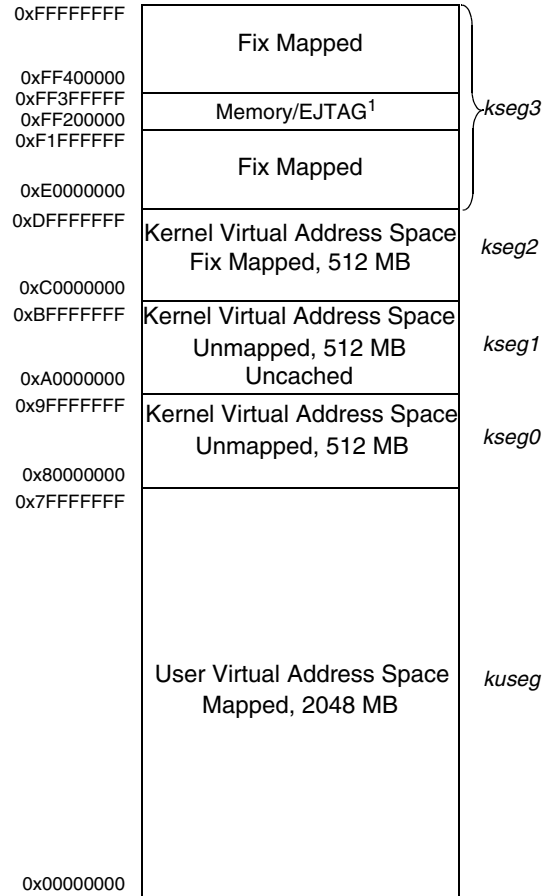 0xFFFFFFFF
Fix Mapped
0xFF400000
0xFF3FFFFF
Memory/EJTAG1
kseg3
0xFF200000
0xF1FFFFFF
Fix Mapped
0xE0000000
0xDFFFFFFF
Kernel Virtual Address Space
Fix Mapped, 512 MB
kseg2
0xC0000000
0xBFFFFFFF
Kernel Virtual Address Space
Unmapped, 512 MB
kseg1
Uncached
0xA0000000
0x9FFFFFFF
Kernel Virtual Address Space
Unmapped, 512 MB
kseg0
0x80000000
0x7FFFFFFF
User Virtual Address Space
Mapped, 2048 MB
kuseg
0x00000000